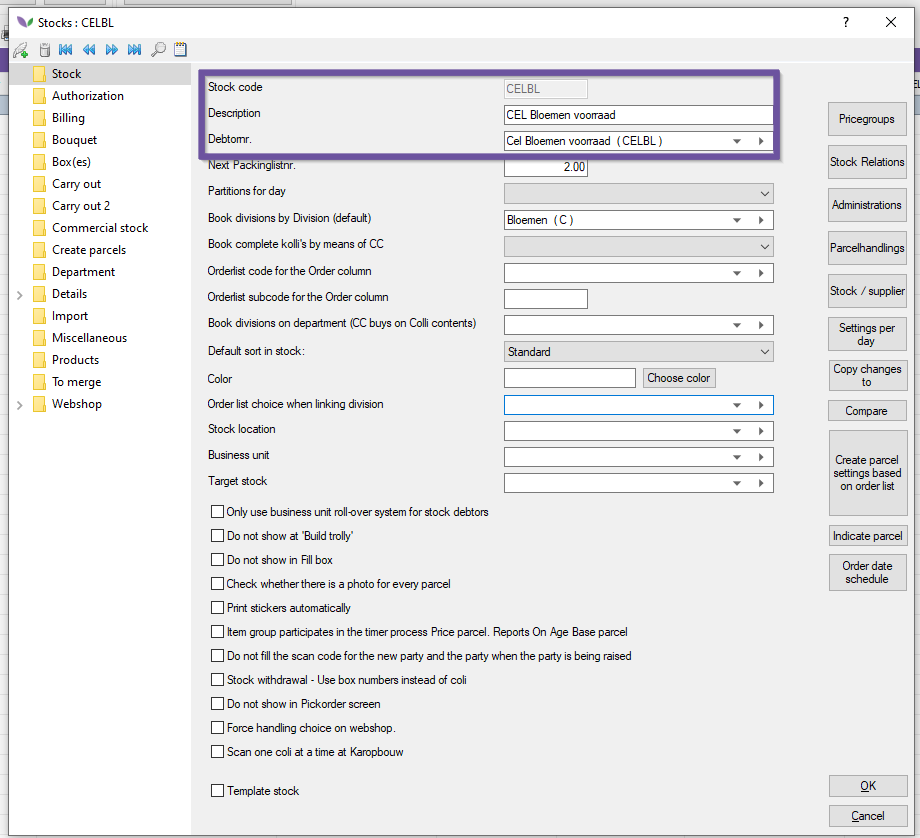 Stocks : CELBL
?
Stock
Authorization
Billing
Bouquet
Box(es)
Carry out
Carry out 2
Commercial stock
Create parcels
Department
Details
Import
Miscellaneous
Products
To merge
Webshop
Stock code
CELBL
Description
CEL Bloemen voorraad
Debtornr.
Cel Bloemen voorraad ( CELBL )
Next Packinglistnr.
2.00
Partitions for day
Book divisions by Division (default)
Bloemen ( C )
Book complete kolli's by means of CC
Orderlist code for the Order column
Orderlist subcode for the Order column
Book divisions on department (CC buys on Colli contents)
Default sort in stock:
Standard
Color
Choose color
Order list choice when linking division
Stock location
Business unit
Target stock
Only use business unit roll-over system for stock debtors
Do not show at 'Build trolly'
Do not show in Fill box
Check whether there is a photo for every parcel
Print stickers automatically
Item group participates in the timer process Price parcel. Reports On Age Base parcel
Do not fill the scan code for the new party and the party when the party is being raised
Stock withdrawal - Use box numbers instead of coli
Do not show in Pickorder screen
Force handling choice on webshop.
Scan one coli at a time at Karopbouw
Template stock
Pricegroups
Stock Relations
Administrations
Parcelhandlings
Stock / supplier
Settings per
day
Copy changes
to
Compare
Create parcel
settings based
on order list
Indicate parcel
Order date
schedule
OK
Cancel